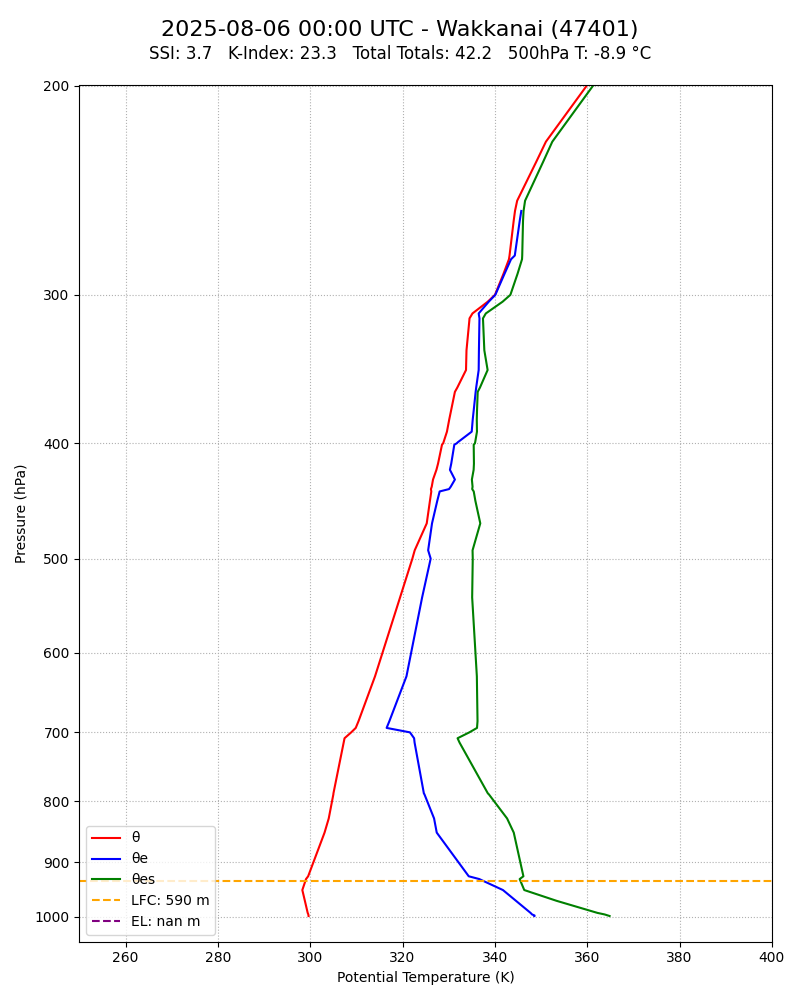 2025-08-06 00:00 UTC - Wakkanai (47401)
SSI: 3.7   K-Index: 23.3   Total Totals: 42.2   500hPa T: -8.9 °C
200
300
400
500
600
700
800
900
1000
Pressure (hPa)
θ
θe
θes
LFC: 590 m
EL: nan m
260
280
300
320
340
360
380
400
Potential Temperature (K)